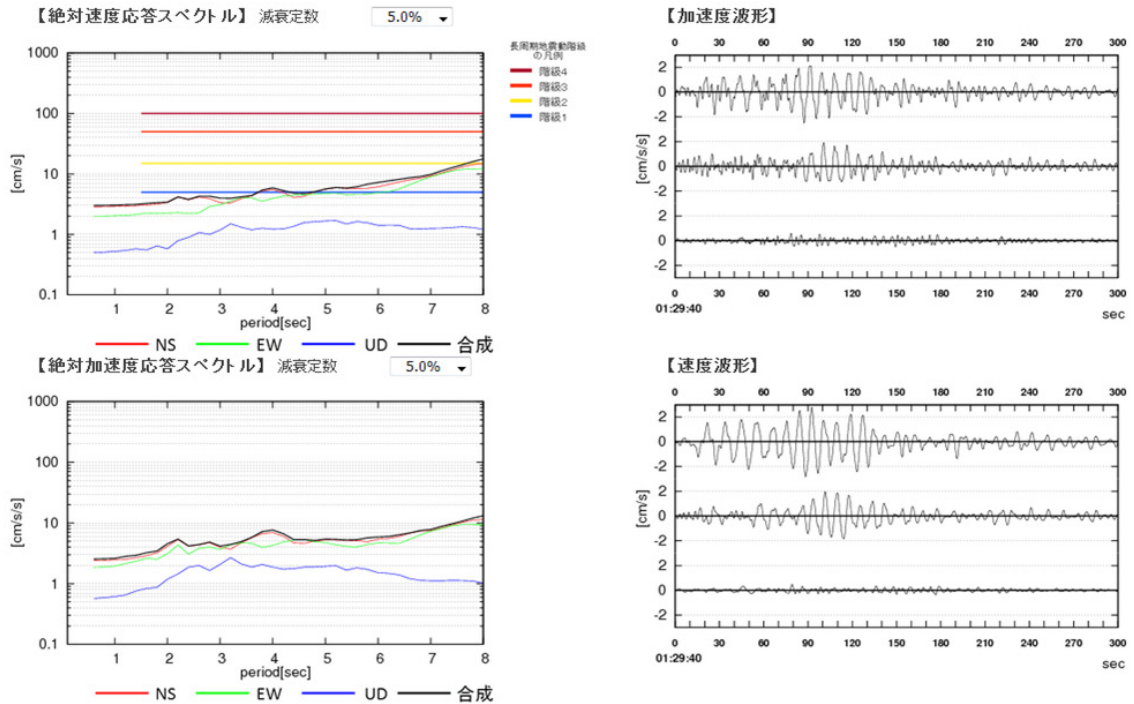 【絶対速度応答スペクトル】 減衰定数 5.0%
1000
100
10
1
0.1
[cm/s]
1 2 3 4 5 6 7 8
period[sec]
NS EW UD 合成
長周期地震動階級
の凡例
階級4
階級3
階級2
階級1
【加速度波形】
0 30 60 90 120 150 180 210 240 270 300
2
0
-2
2
0
-2
2
0
-2
[cm/s/s]
0 30 60 90 120 150 180 210 240 270 300
01:29:40
sec
【絶対加速度応答スペクトル】 減衰定数 5.0%
1000
100
10
1
0.1
[cm/s/s]
1 2 3 4 5 6 7 8
period[sec]
NS EW UD 合成
【速度波形】
0 30 60 90 120 150 180 210 240 270 300
2
0
-2
2
0
-2
2
0
-2
[cm/s]
0 30 60 90 120 150 180 210 240 270 300
01:29:40
sec